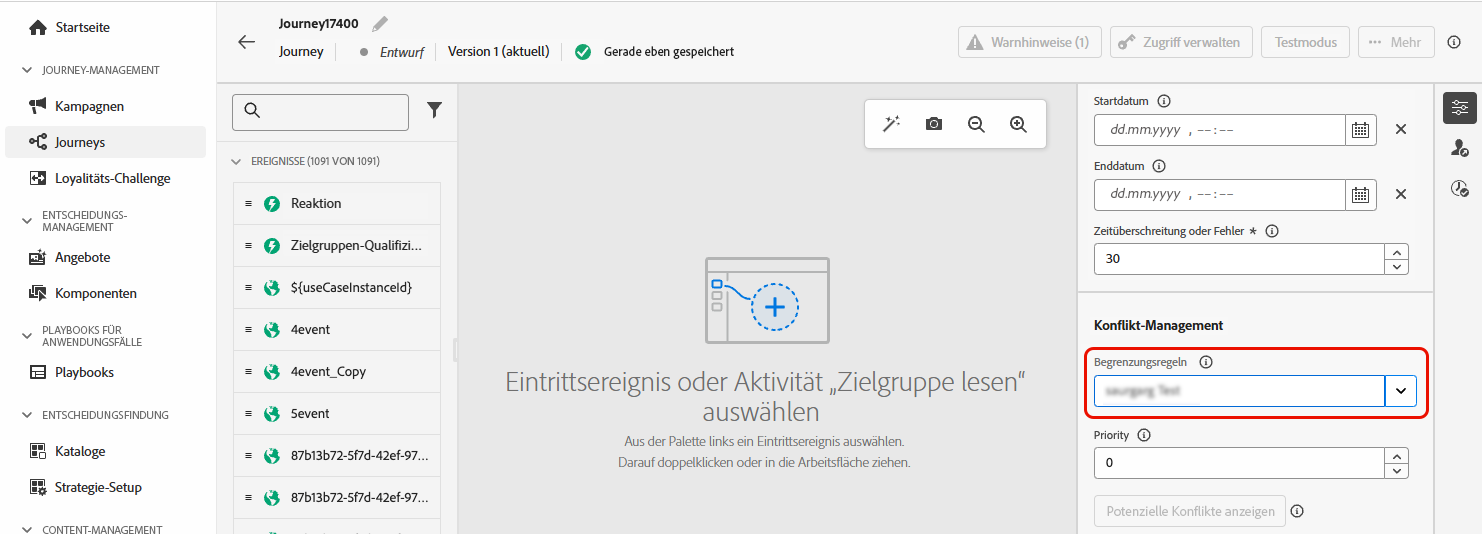 Startseite
JOURNEY-MANAGEMENT
Kampagnen
Journeys
Loyalitäts-Challenge
ENTSCHEIDUNGS-
MANAGEMENT
Angebote
Komponenten
PLAYBOOKS FÜR
ANWENDUNGSFÄLLE
Playbooks
ENTSCHEIDUNGSFINDUNG
Kataloge
Strategie-Setup
CONTENT-MANAGEMENT
Journey17400
Journey
Entwurf
Version 1 (aktuell)
Gerade eben gespeichert
Warnhinweise (1)
Zugriff verwalten
Testmodus
Mehr
EREIGNISSE (1091 VON 1091)
Reaktion
Zielgruppen-Qualifizi...
${useCaseInstanceId}
4event
4event_Copy
5event
87b13b72-5f7d-42ef-97...
87b13b72-5f7d-42ef-97...
Eintrittsereignis oder Aktivität „Zielgruppe lesen“
auswählen
Aus der Palette links ein Eintrittsereignis auswählen.
Darauf doppelklicken oder in die Arbeitsfläche ziehen.
Startdatum
dd.mm.yyyy , --:--
Enddatum
dd.mm.yyyy , --:--
Zeitüberschreitung oder Fehler *
30
Konflikt-Management
Begrenzungsregeln
Test
Priority
0
Potenzielle Konflikte anzeigen